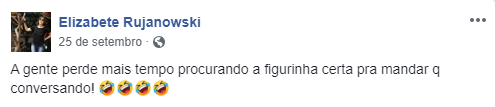 Elizabete Rujanowski
25 de setembro ·
A gente perde mais tempo procurando a figurinha certa pra mandar q
conversando! 🤣🤣🤣🤣